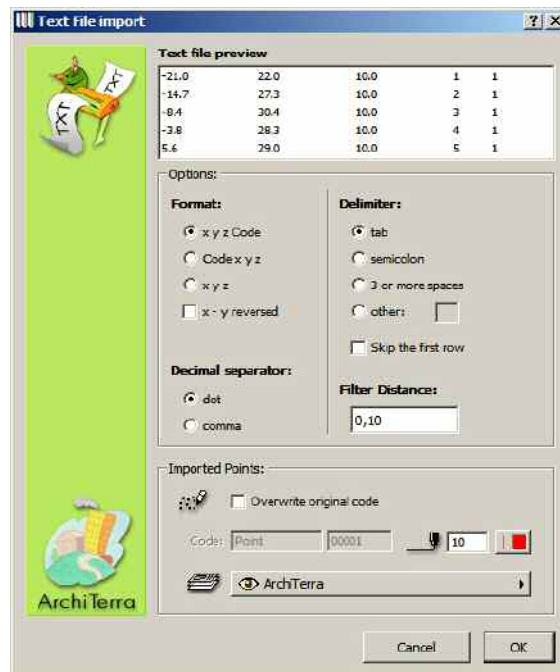 Text File import
TXT
TXT
Text file preview
-21.0 22.0 10.0 1 1
-14.7 27.3 10.0 2 1
-8.4 30.4 10.0 3 1
-3.8 28.3 10.0 4 1
5.6 29.0 10.0 5 1
Options:
Format:
x y z Code
Code x y z
x y z
x - y reversed
Decimal separator:
dot
comma
Delimiter:
tab
semicolon
3 or more spaces
other:
Skip the first row
Filter Distance:
0,10
Imported Points:
Overwrite original code
Code: Point 00001 10
ArchiTerra
ArchiTerra
Cancel OK